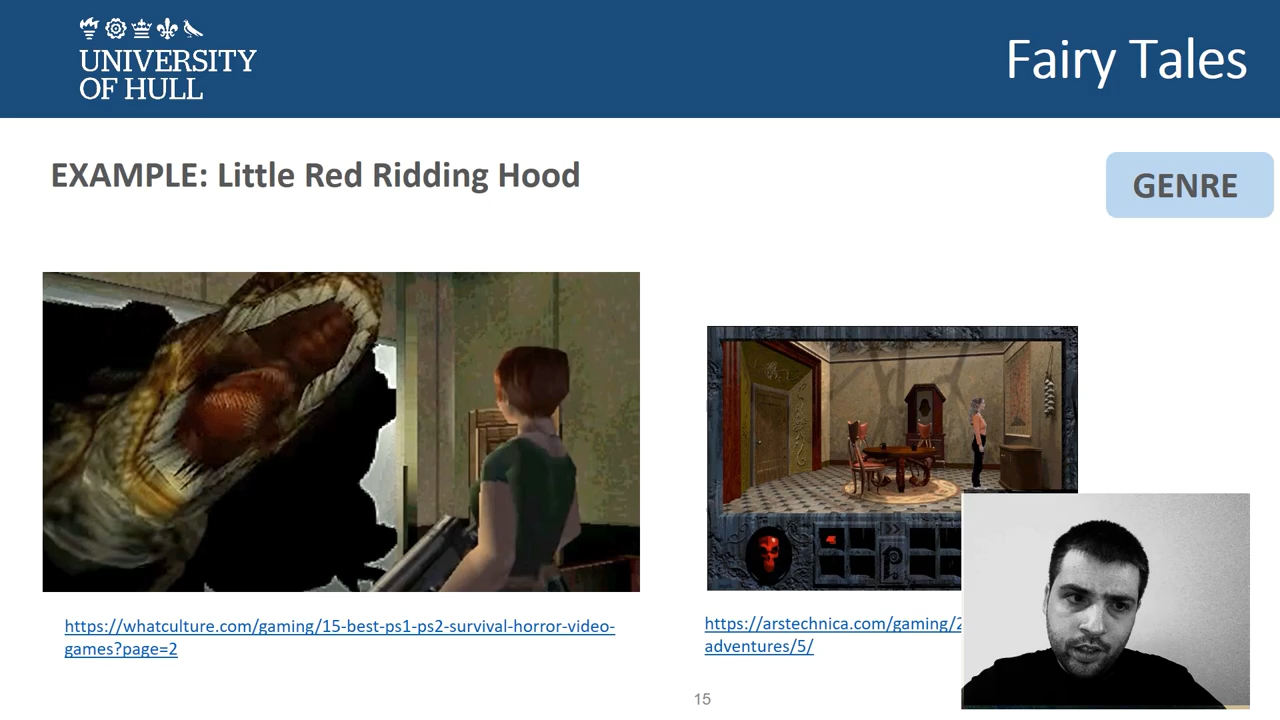 UNIVERSITY
OF HULL
Fairy Tales
EXAMPLE: Little Red Ridding Hood
GENRE
https://whatculture.com/gaming/15-best-ps1-ps2-survival-horror-video-
games?page=2
https://arstechnica.com/gaming/2
adventures/5/
15